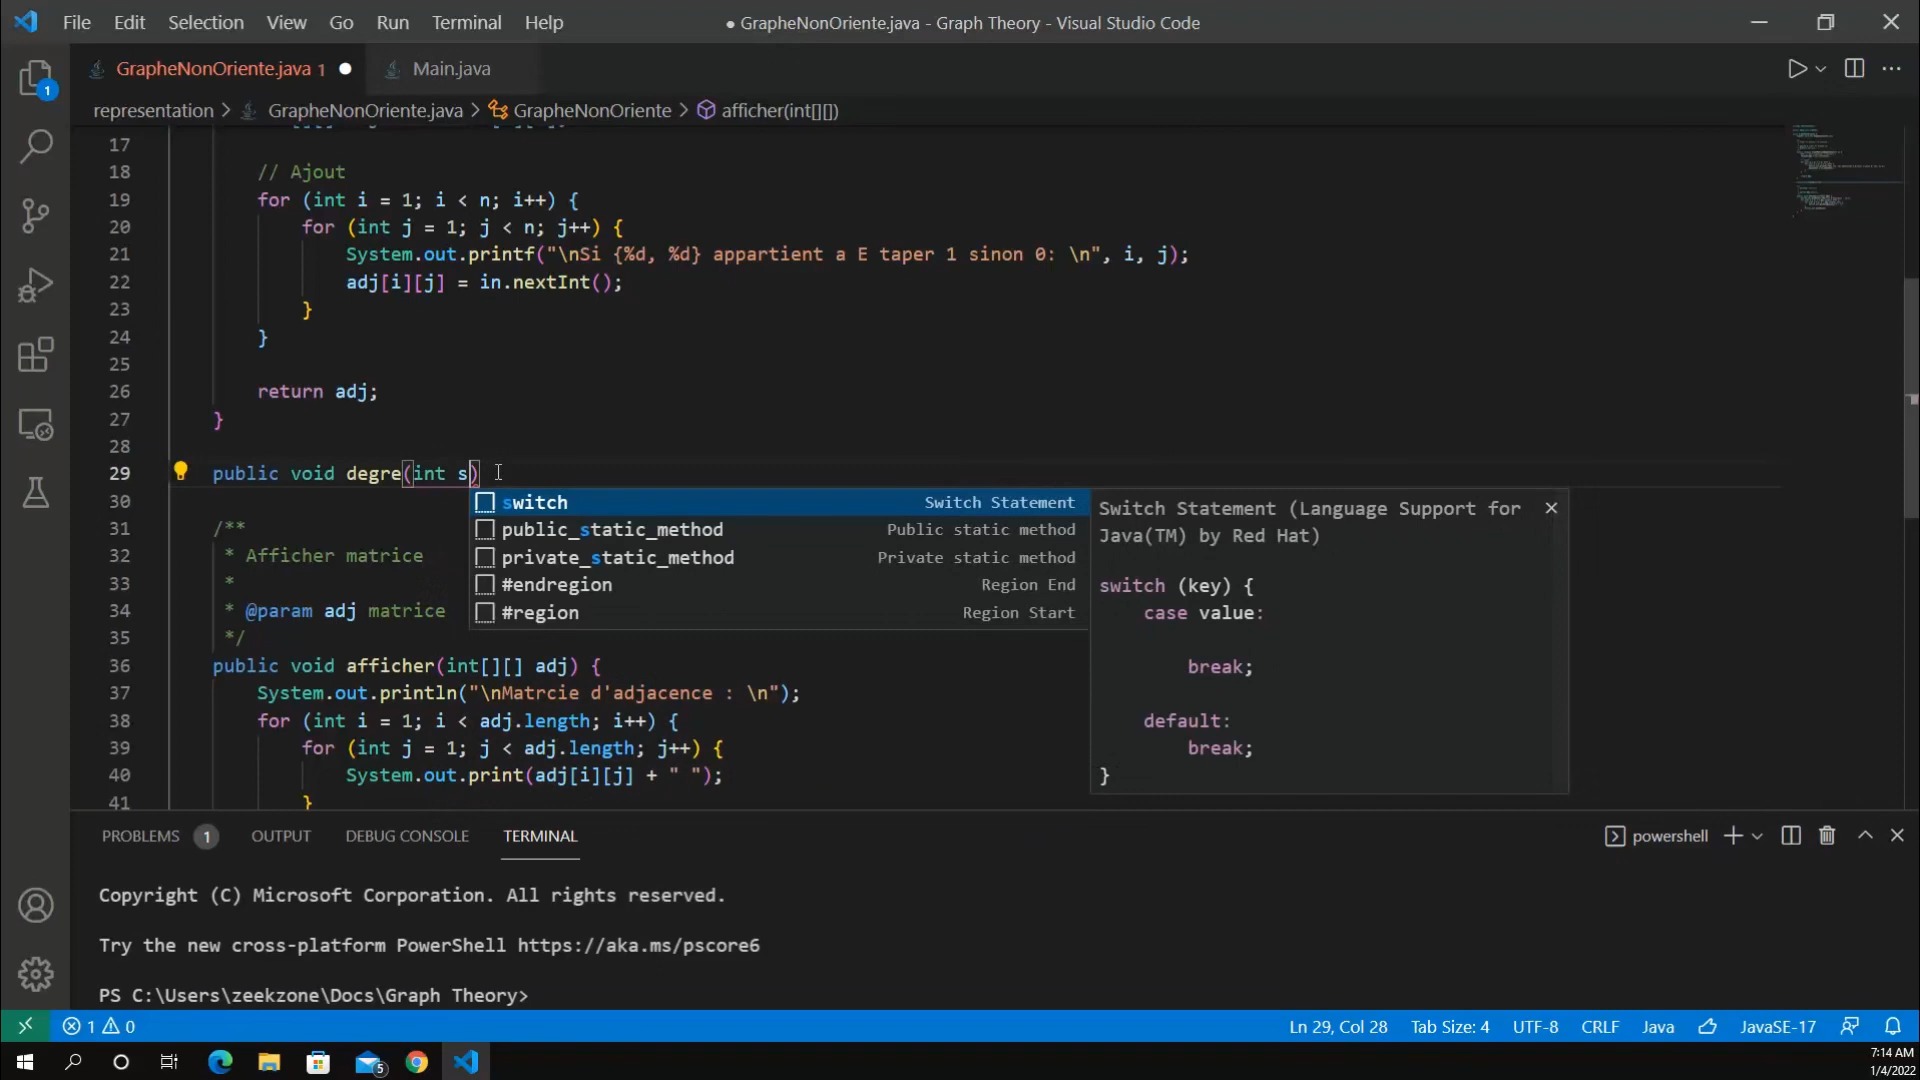 File Edit Selection View Go Run Terminal Help ● GrapheNonOriente.java - Graph Theory - Visual Studio Code
GrapheNonOriente.java 1 ● Main.java
representation > GrapheNonOriente.java > GrapheNonOriente > afficher(int[][])
17
18 // Ajout
19 for (int i = 1; i < n; i++) {
20 for (int j = 1; j < n; j++) {
21 System.out.printf("\nSi {%d, %d} appartient a E taper 1 sinon 0: \n", i, j);
22 adj[i][j] = in.nextInt();
23 }
24 }
25
26 return adj;
27 }
28
29 public void degre(int s)
30
31 /**
32 * Afficher matrice
33 *
34 * @param adj matrice
35 */
36 public void afficher(int[][] adj) {
37 System.out.println("\nMatrcie d'adjacence : \n");
38 for (int i = 1; i < adj.length; i++) {
39 for (int j = 1; j < adj.length; j++) {
40 System.out.print(adj[i][j] + " ");
41 }
switch Switch Statement
public_static_method Public static method
private_static_method Private static method
#endregion Region End
#region Region Start
Switch Statement (Language Support for
Java(TM) by Red Hat)
switch (key) {
case value:
break;
default:
break;
}
1
PROBLEMS 1 OUTPUT DEBUG CONSOLE TERMINAL powershell
Copyright (C) Microsoft Corporation. All rights reserved.
Try the new cross-platform PowerShell https://aka.ms/pscore6
PS C:\Users\zeekzone\Docs\Graph Theory>
1 0 Ln 29, Col 28 Tab Size: 4 UTF-8 CRLF Java JavaSE-17
5
7:14 AM
1/4/2022